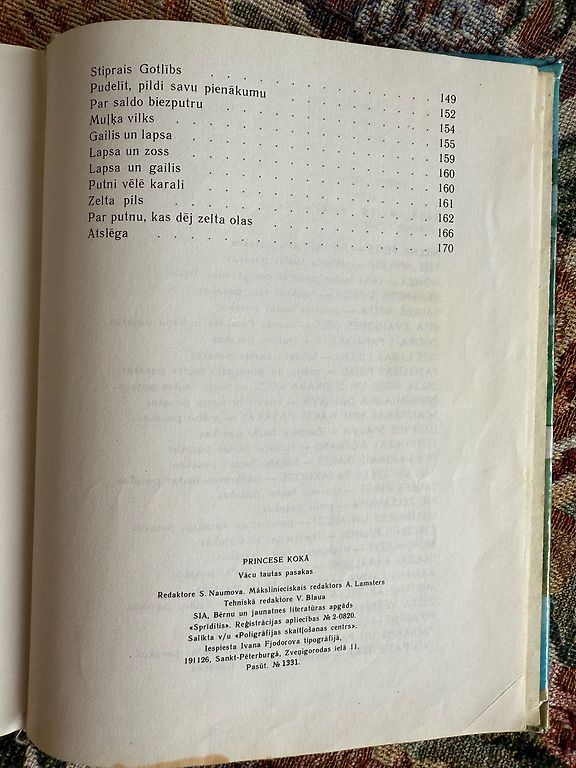 Stiprais Gotlībs . . . . . . . . 149
Pudelīt, pildi savu pienākumu . . . . . . . . 152
Par saldo biezputru . . . . . . . . 154
Muļķa vilks . . . . . . . . 155
Gailis un lapsa . . . . . . . . 159
Lapsa un zoss . . . . . . . . 160
Lapsa un gailis . . . . . . . . 160
Putni vēlē karali . . . . . . . . 161
Zelta pils . . . . . . . . 162
Par putnu, kas dēj zelta olas . . . . . . . . 166
Atslēga . . . . . . . . 170
PRINCESE KOKĀ
Vācu tautas pasakas
Redaktore S. Naumova. Mākslinieciskais redaktors A. Lamsters
Tehniskā redaktore V. Blaua
SIA, Bērnu un jaunatnes literatūras apgāds
«Sprīdītis». Reģistrācijas apliecības № 2-0820.
Salikta v/u «Poligrāfijas skaitļošanas centrs».
Iespiesta Ivana Fjodorova tipogrāfijā,
191126, Sankt-Pēterburgā, Zveņigorodas ielā 11.
Pasūt. № 1331.